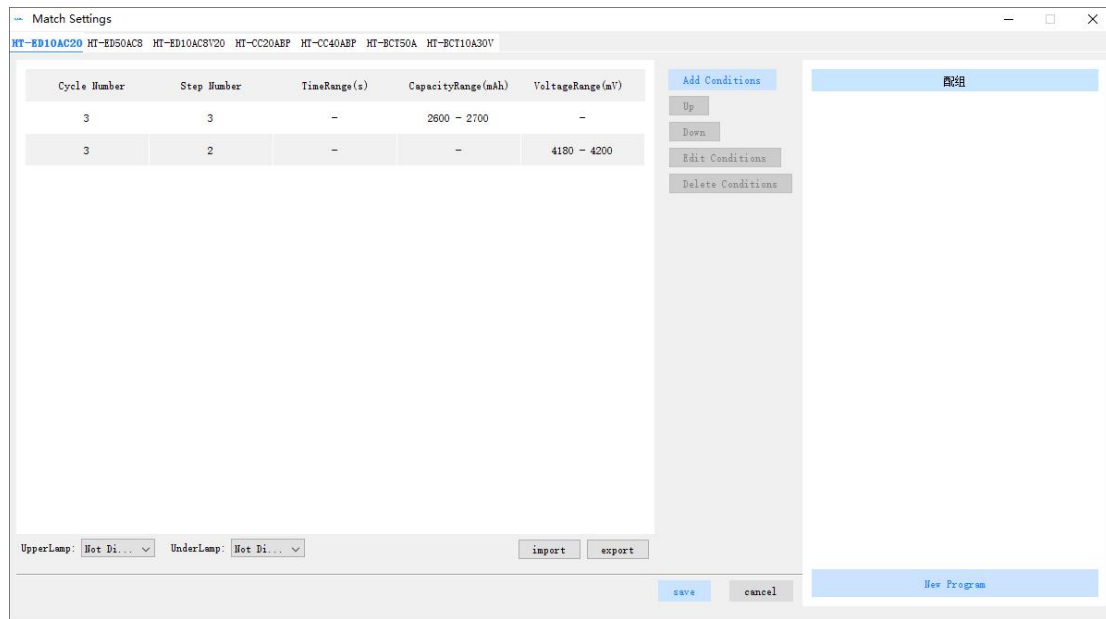 Match Settings
HT-ED10AC20 HT-ED50AC8 HT-ED10AC8V20 HT-CC20ABP HT-CC40ABP HT-BCT50A HT-BCT10A30V
Cycle Number Step Number TimeRange(s) CapacityRange(mAh) VoltageRange(mV)
3 3 - 2600 - 2700 -
3 2 - - 4180 - 4200
Add Conditions
Up
Down
Edit Conditions
Delete Conditions
配组
UpperLamp: Not Di... UnderLamp: Not Di... import export
save cancel
New Program